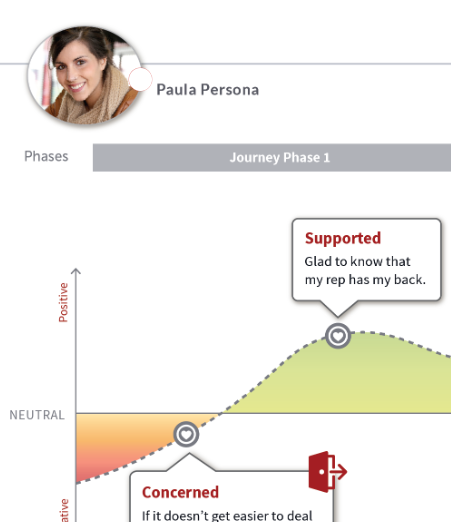 Paula Persona
Phases
Journey Phase 1
Supported
Glad to know that
my rep has my back.
Positive
NEUTRAL
Concerned
If it doesn't get easier to deal